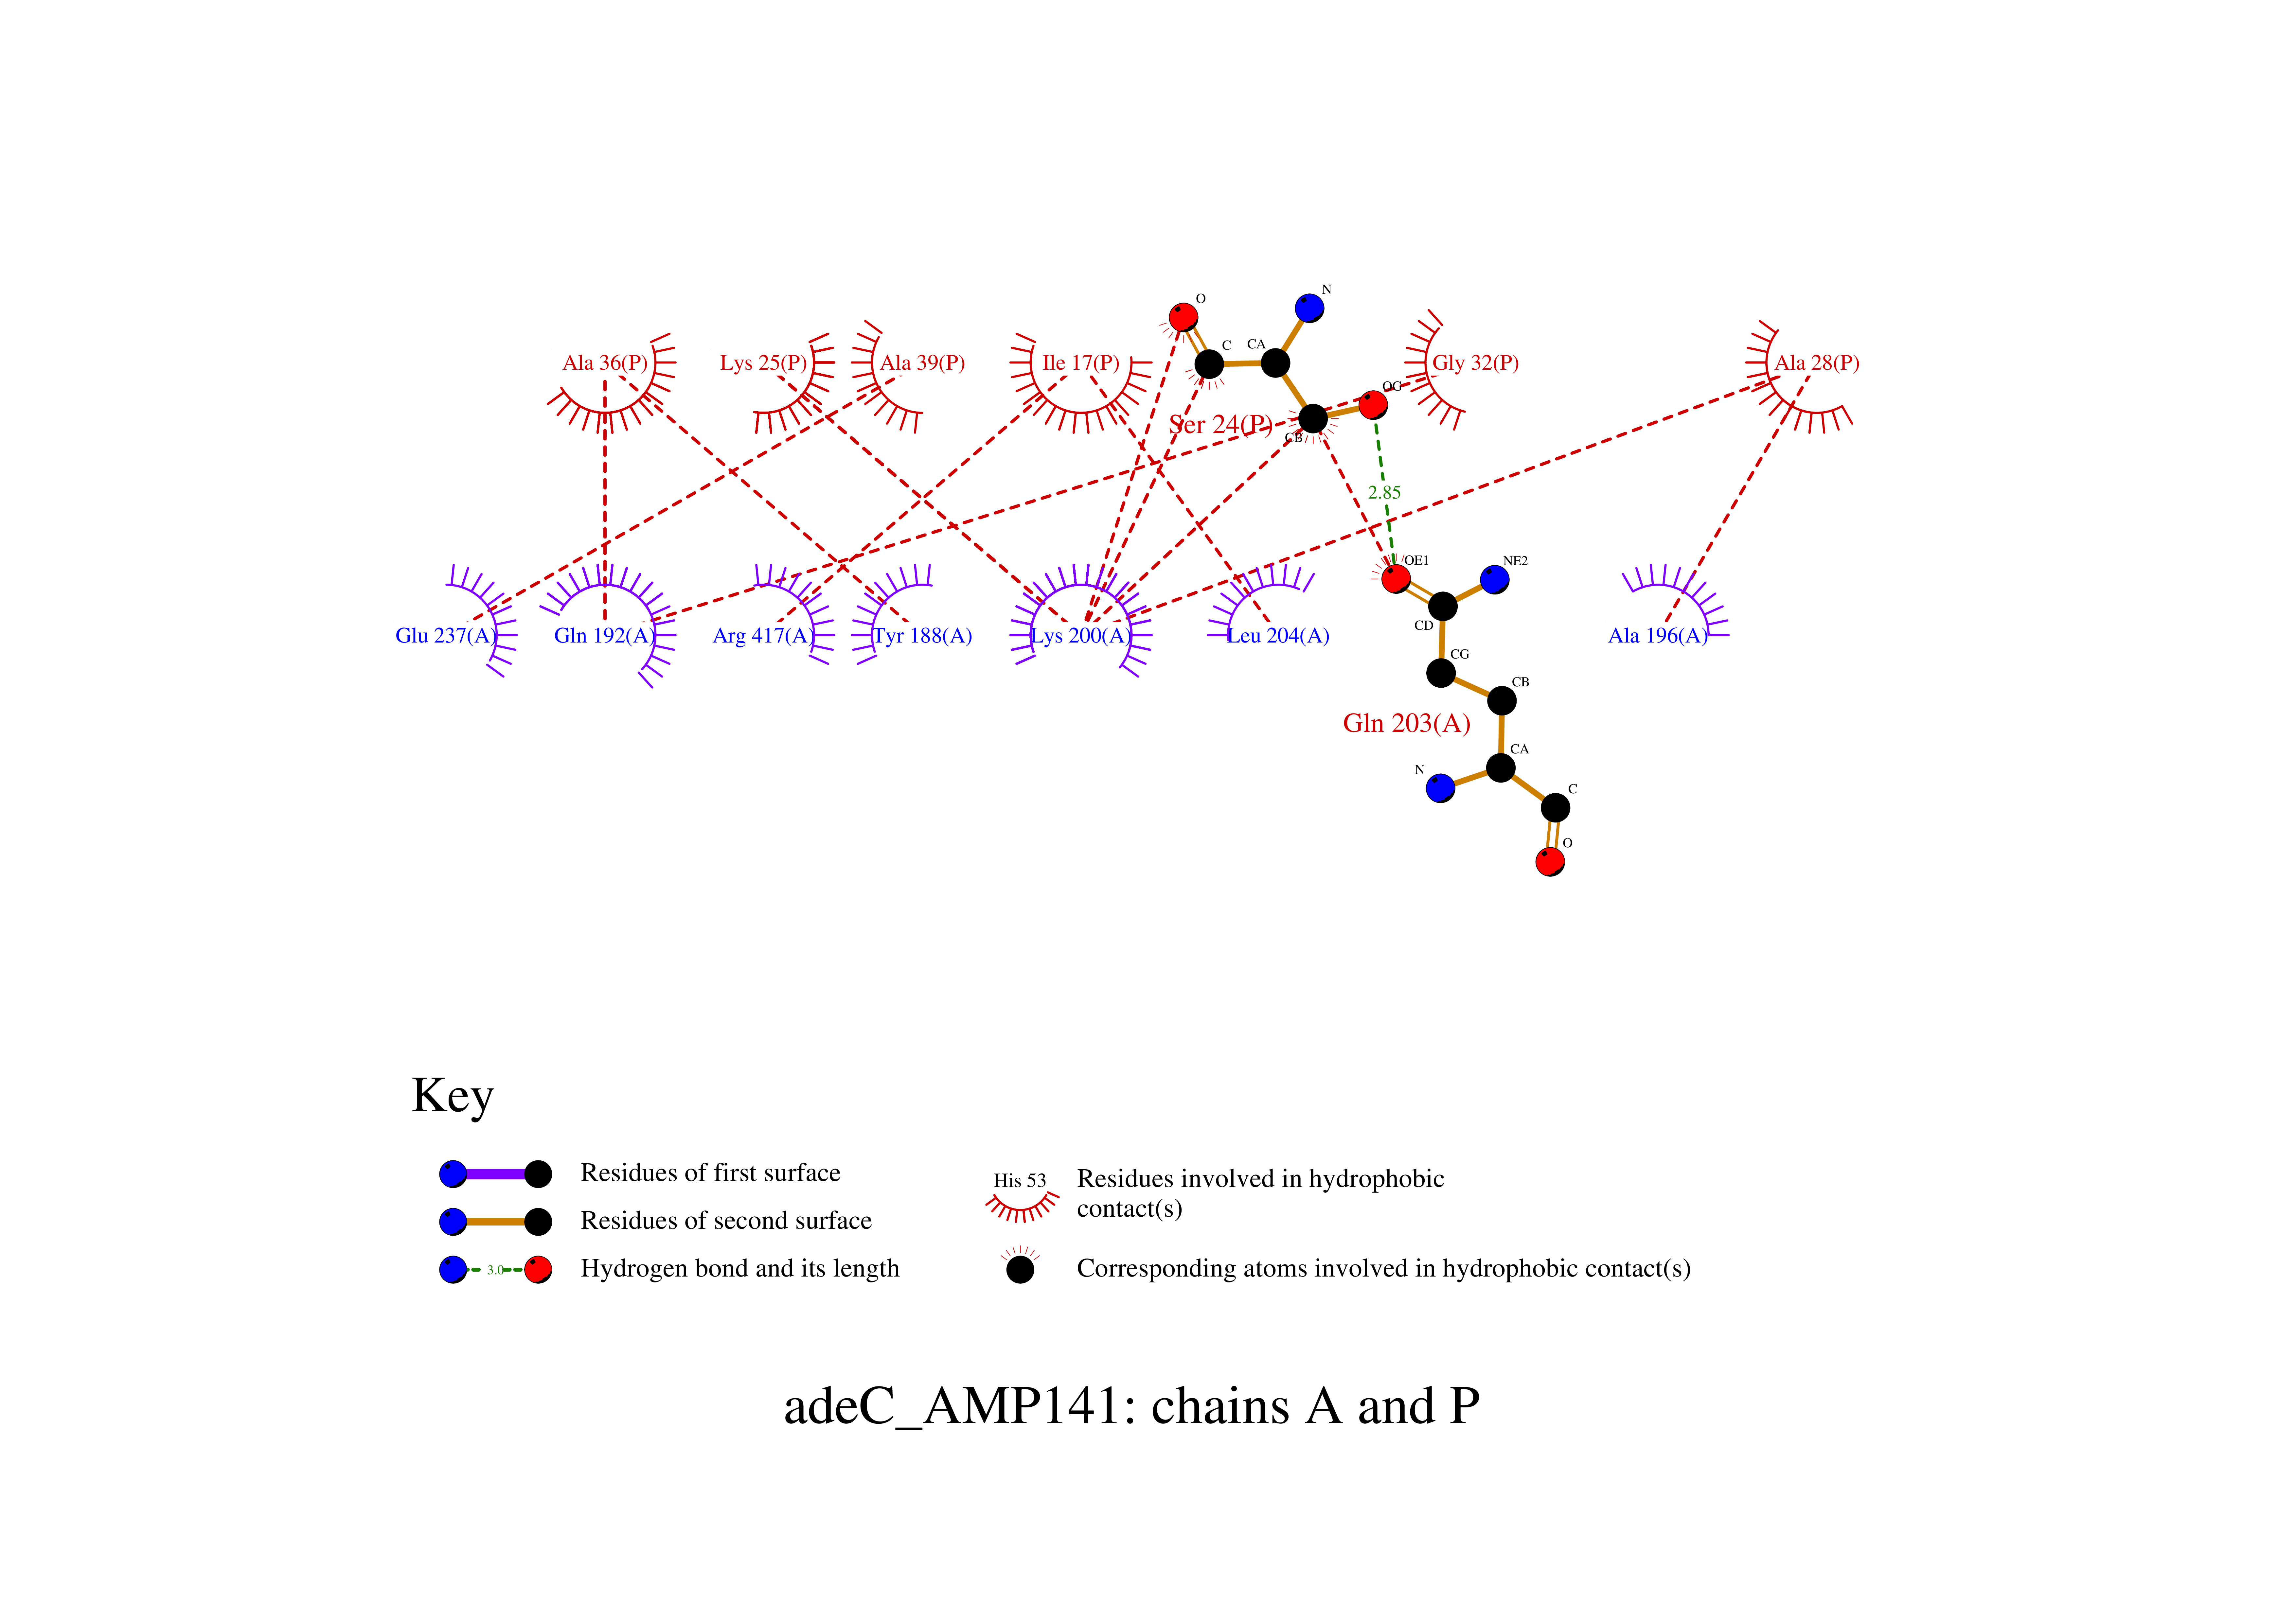 O
N
C
CA
OG
CB
Ala 36(P)
Lys 25(P)
Ala 39(P)
Ile 17(P)
Gly 32(P)
Ala 28(P)
Ser 24(P)
2.85
OE1
NE2
CD
Glu 237(A)
Gln 192(A)
Arg 417(A)
Tyr 188(A)
Lys 200(A)
Leu 204(A)
Ala 196(A)
CG
CB
Gln 203(A)
CA
N
C
O
Key
Residues of first surface
Residues of second surface
3.0
Hydrogen bond and its length
His 53
Residues involved in hydrophobic
contact(s)
Corresponding atoms involved in hydrophobic contact(s)
adeC_AMP141: chains A and P